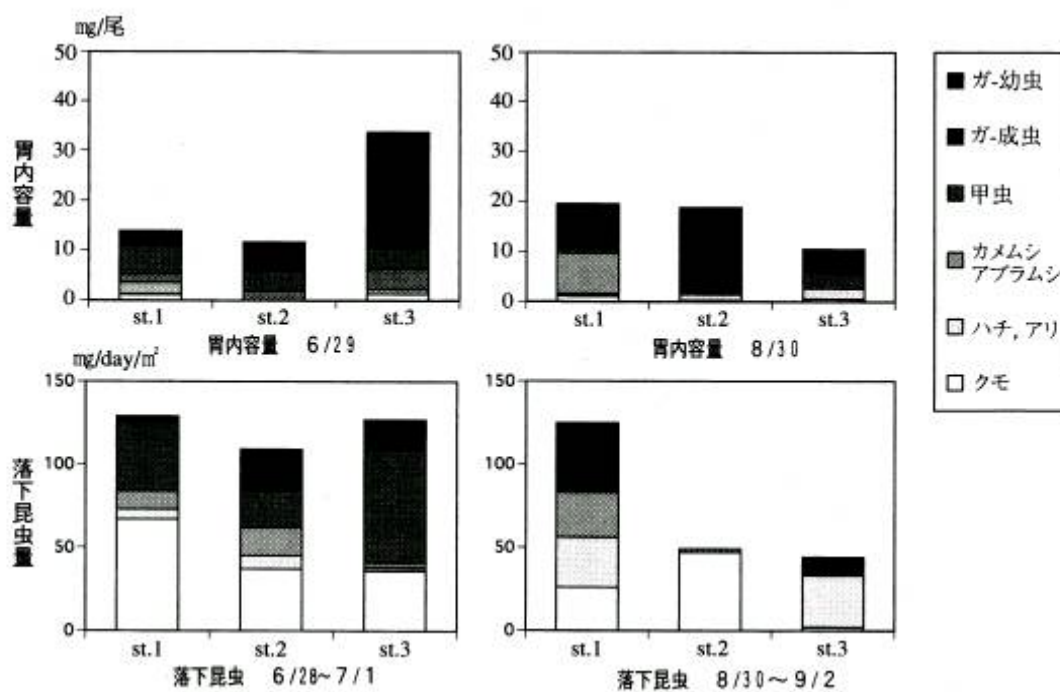 mg/尾
50
40
30
20
10
0
胃内容量
st.1 st.2 st.3
胃内容量 6/29
50
40
30
20
10
0
st.1 st.2 st.3
胃内容量 8/30
■ ガ-幼虫
■ ガ-成虫
■ 甲虫
カメムシ
アブラムシ
ハチ, アリ
□ クモ
mg/day/㎡
150
100
50
0
落下昆虫量
st.1 st.2 st.3
落下昆虫 6/28~7/1
150
100
50
0
st.1 st.2 st.3
落下昆虫 8/30~9/2